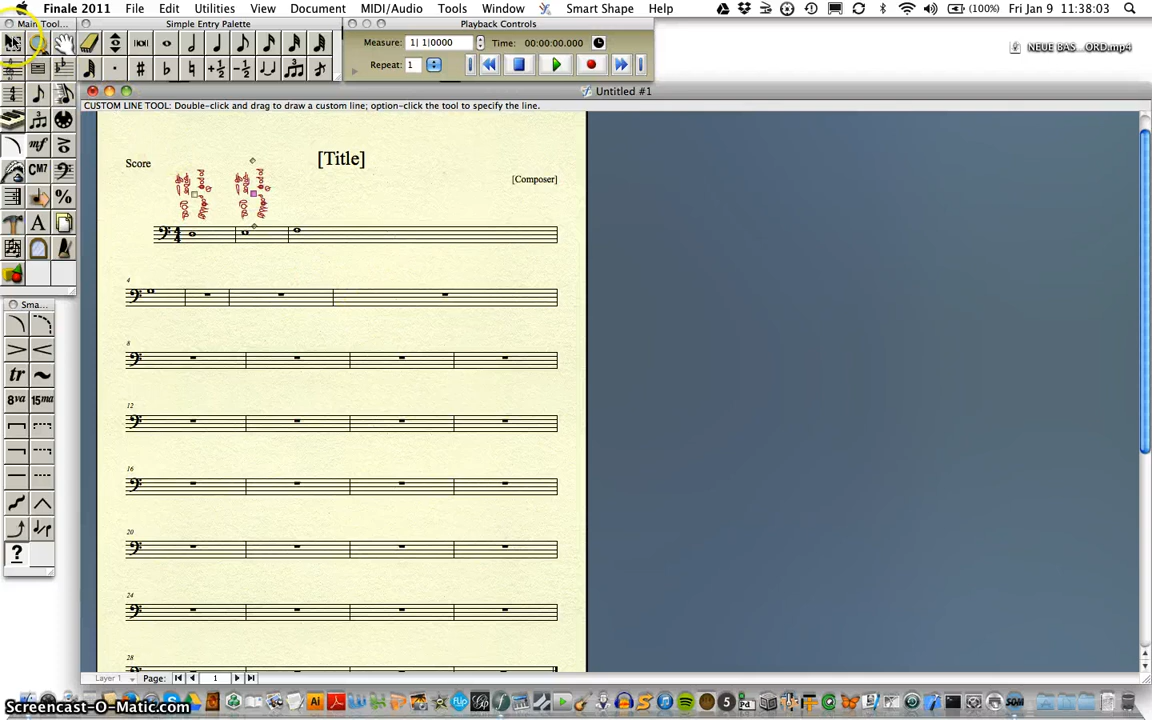 Finale 2011 File Edit Utilities View Document MIDI/Audio Tools Window Smart Shape Help (100%) Fri Jan 9 11:38:03
Main Tool... Simple Entry Palette Playback Controls
Measure: 1| 1|0000 Time: 00:00:00.000
Repeat: 1
NEUE BAS...ORD.mp4
Untitled #1
CUSTOM LINE TOOL: Double-click and drag to draw a custom line; option-click the tool to specify the line.
mf
CM7
A
Score
[Title]
[Composer]
4
8
12
16
20
24
28
Sma...
tr
8va 15ma
?
Layer 1 Page: 1
Screencast-O-Matic.com